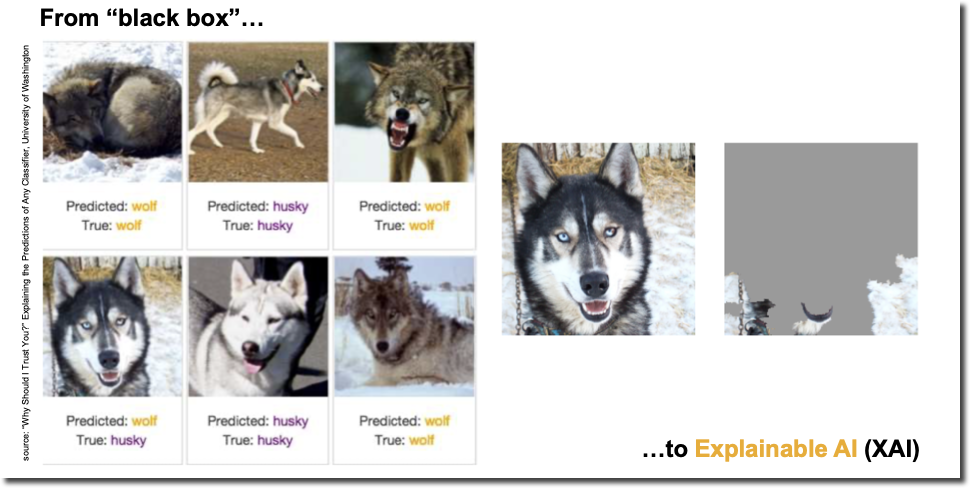 From “black box”...
source: “Why Should I Trust You?” Explaining the Predictions of Any Classifier, University of Washington
Predicted: wolf
True: wolf
Predicted: husky
True: husky
Predicted: wolf
True: wolf
Predicted: wolf
True: husky
Predicted: husky
True: husky
Predicted: wolf
True: wolf
...to Explainable AI (XAI)